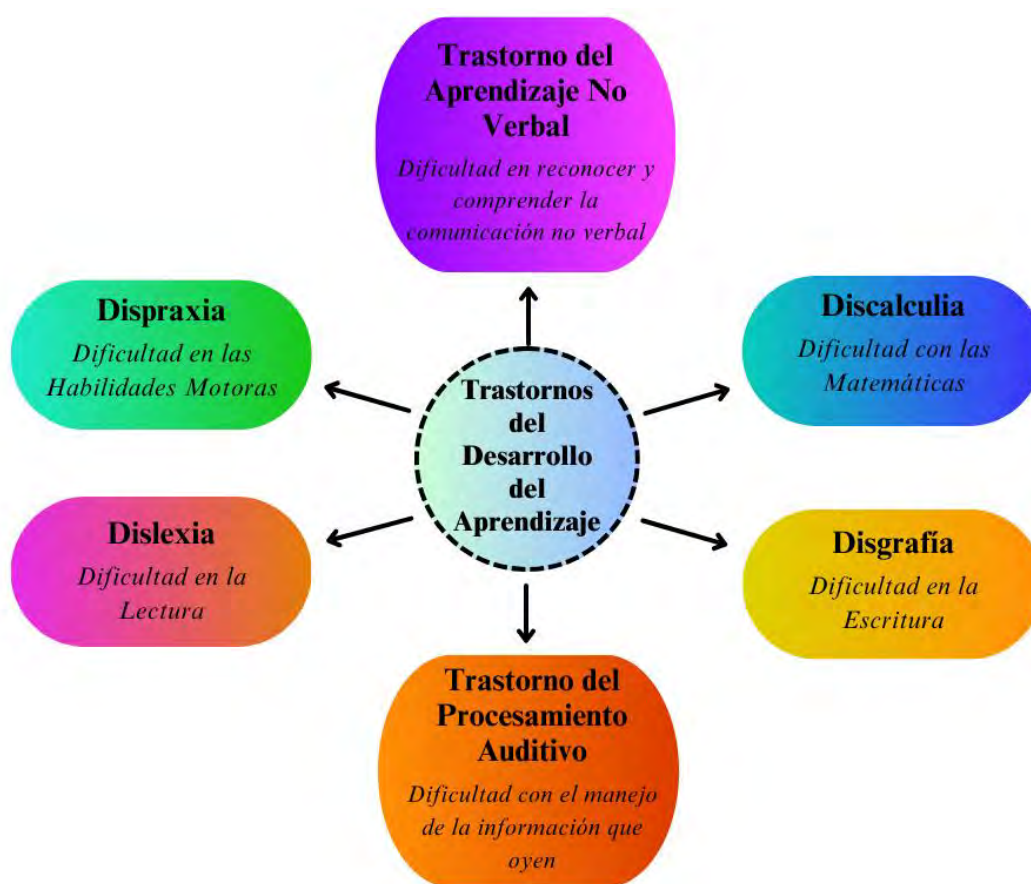 Trastorno del
Aprendizaje No
Verbal
Dificultad en reconocer y
comprender la
comunicación no verbal
Dispraxia
Dificultad en las
Habilidades Motoras
Discalculia
Dificultad con las
Matemáticas
Trastornos
del
Desarrollo
del
Aprendizaje
Dislexia
Dificultad en la
Lectura
Disgrafía
Dificultad en la
Escritura
Trastorno del
Procesamiento
Auditivo
Dificultad con el manejo
de la información que
oyen